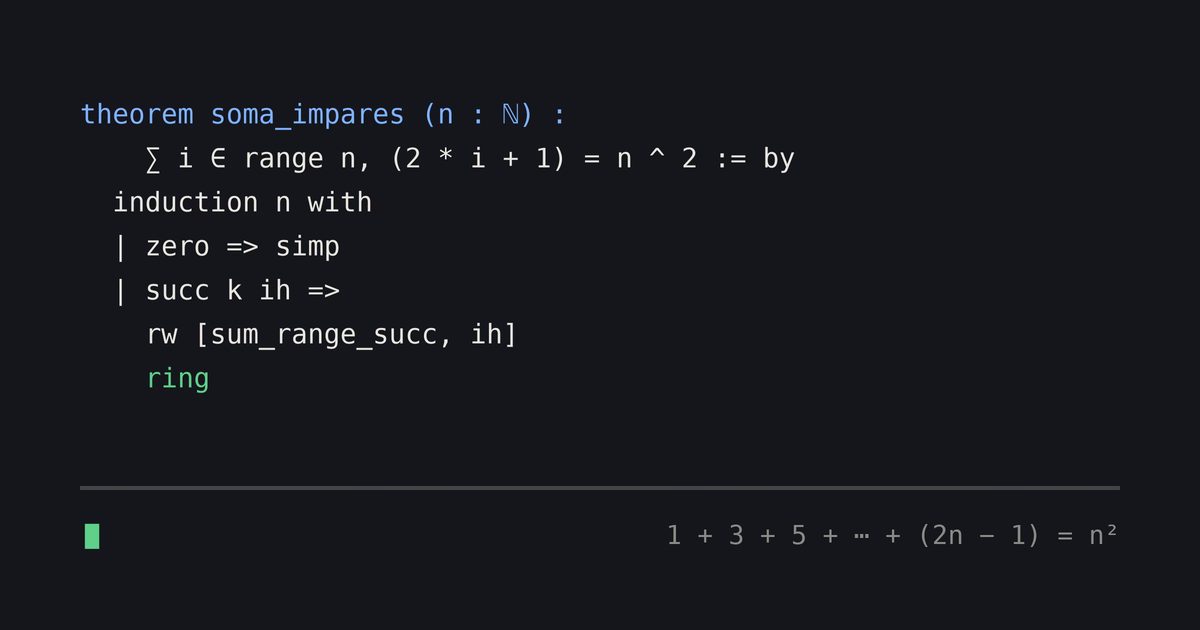 theorem soma_impares (n : ℕ) :
∑ i ∈ range n, (2 * i + 1) = n ^ 2 := by
induction n with
| zero => simp
| succ k ih =>
rw [sum_range_succ, ih]
ring
1 + 3 + 5 + ⋯ + (2n − 1) = n²